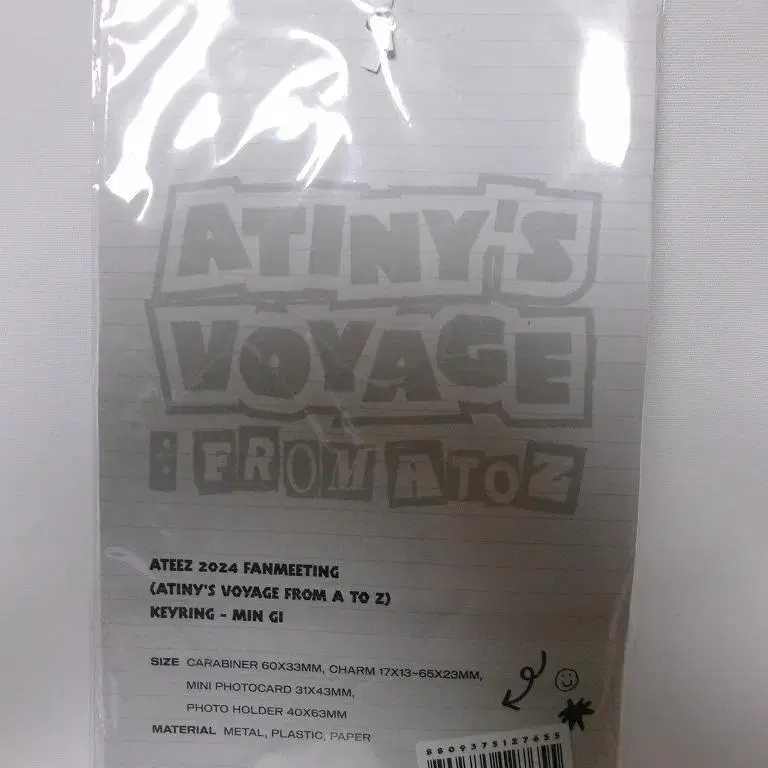 ATINY'S
VOYAGE
: FROM A TO Z
ATEEZ 2024 FANMEETING
(ATINY'S VOYAGE FROM A TO Z)
KEYRING - MIN GI
SIZE CARABINER 60X33MM, CHARM 17X13~65X23MM,
MINI PHOTOCARD 31X43MM,
PHOTO HOLDER 40X63MM
MATERIAL METAL, PLASTIC, PAPER
8809375127655